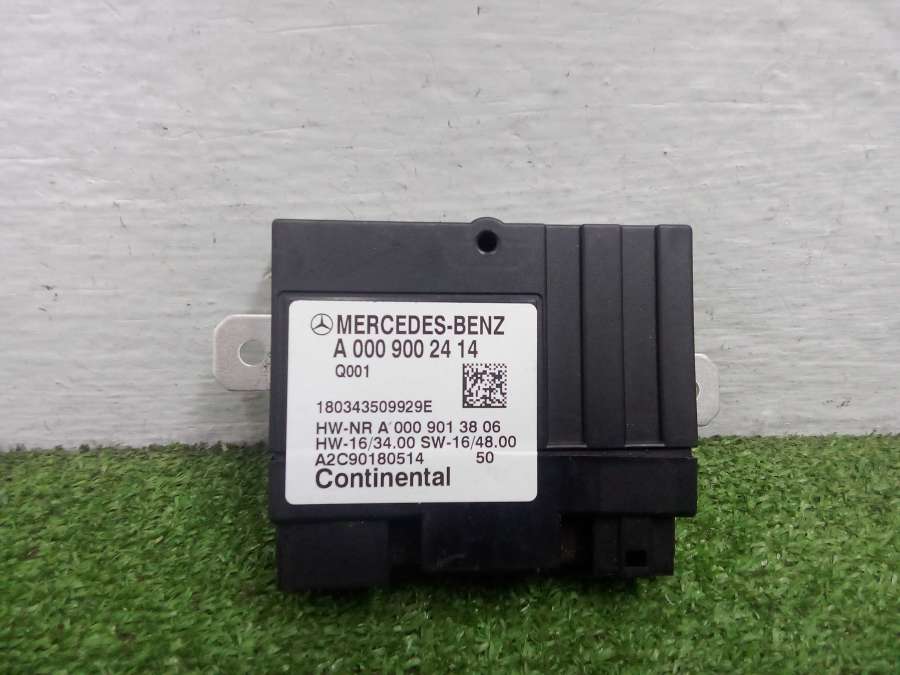 MERCEDES-BENZ
A 000 900 24 14
Q001
180343509929E
HW-NR A 000 901 38 06
HW-16/34.00 SW-16/48.00
A2C90180514 50
Continental